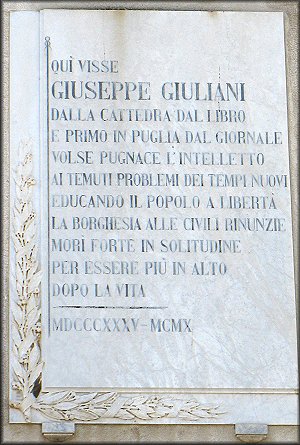 QUÌ VISSE
GIUSEPPE GIULIANI
DALLA CATTEDRA DAL LIBRO
E PRIMO IN PUGLIA DAL GIORNALE
VOLSE PUGNACE L'INTELLETTO
AI TEMUTI PROBLEMI DEI TEMPI NUOVI
EDUCANDO IL POPOLO A LIBERTÀ
LA BORGHESIA ALLE CIVILI RINUNZIE
MORÌ FORTE IN SOLITUDINE
PER ESSERE PIÙ IN ALTO
DOPO LA VITA
MDCCCXXXV-MCMX